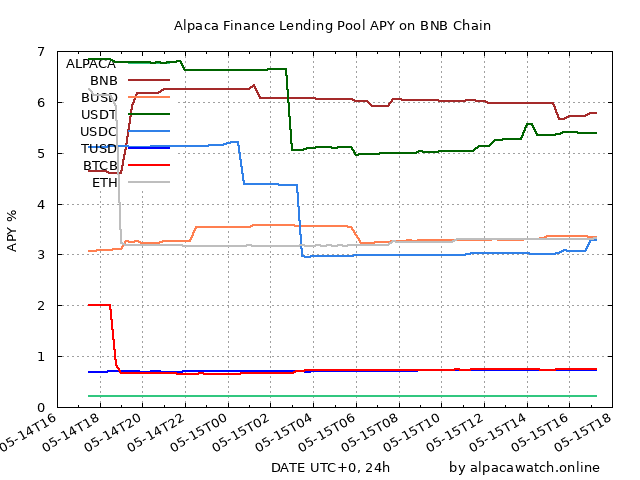 Alpaca Finance Lending Pool APY on BNB Chain
7
6
5
4
3
2
1
0
APY %
ALPACA
BNB
BUSD
USDT
USDC
TUSD
BTCB
ETH
05-14T16
05-14T18
05-14T20
05-14T22
05-15T00
05-15T02
05-15T04
05-15T06
05-15T08
05-15T10
05-15T12
05-15T14
05-15T16
05-15T18
DATE UTC+0, 24h
by alpacawatch.online